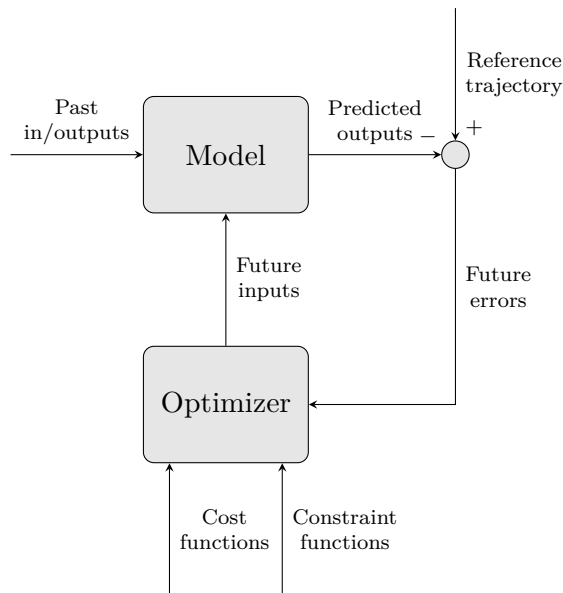 Reference
trajectory
Past
in/outputs
Model
Predicted
outputs −
+
Future
inputs
Future
errors
Optimizer
Cost
functions
Constraint
functions